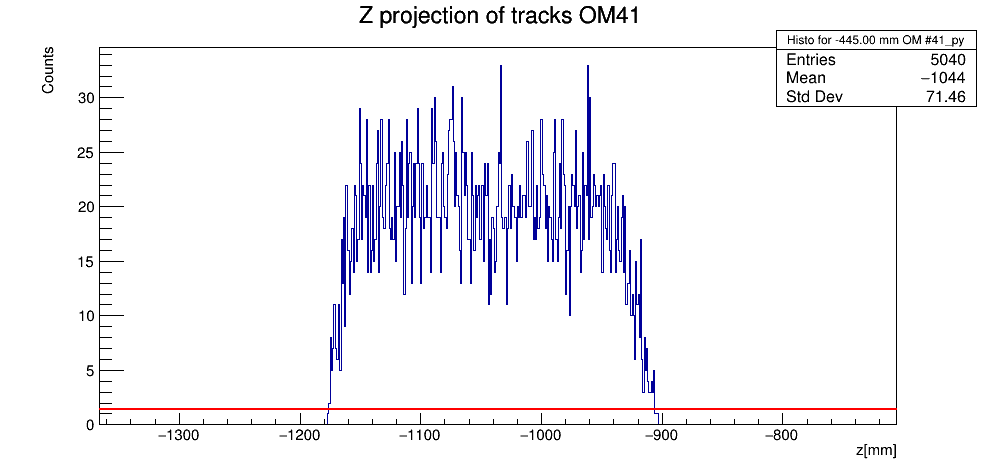 Z projection of tracks OM41
Histo for -445.00 mm OM #41_py
Entries 5040
Mean −1044
Std Dev 71.46
Counts
30
25
20
15
10
5
0
−1300 −1200 −1100 −1000 −900 −800
z[mm]